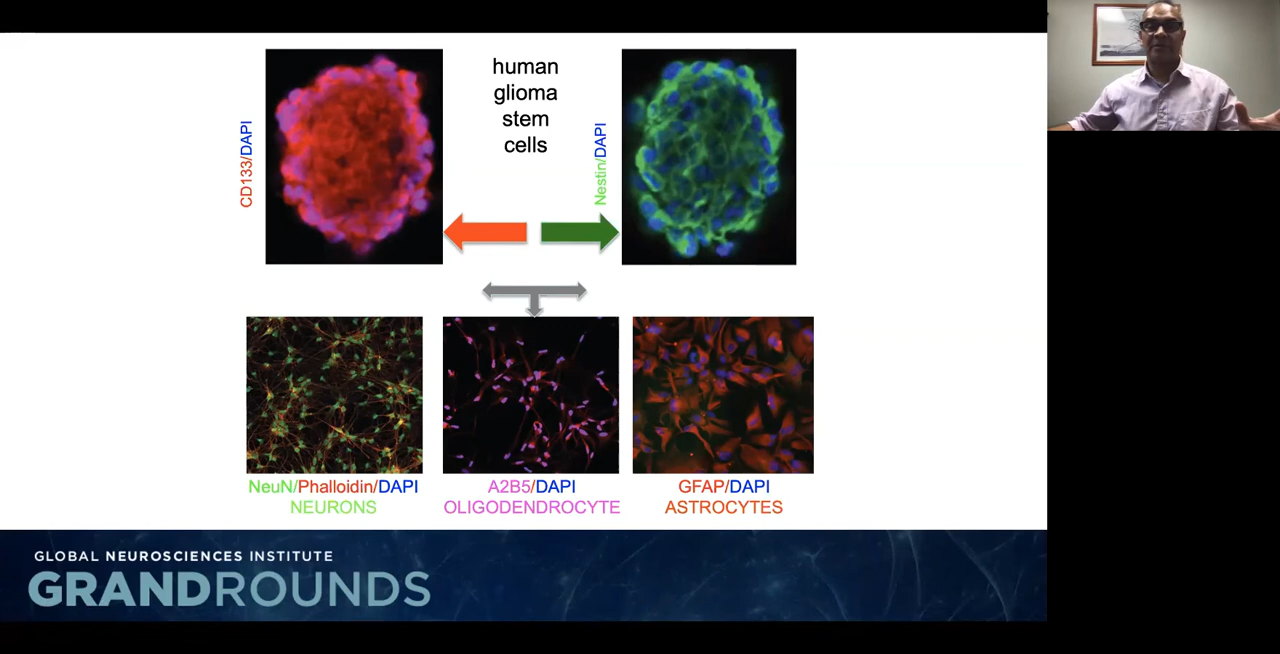 human
glioma
stem
cells
CD133/DAPI
Nestin/DAPI
NeuN/Phalloidin/DAPI
NEURONS
A2B5/DAPI
OLIGODENDROCYTE
GFAP/DAPI
ASTROCYTES
GLOBAL NEUROSCIENCES INSTITUTE
GRANDROUNDS